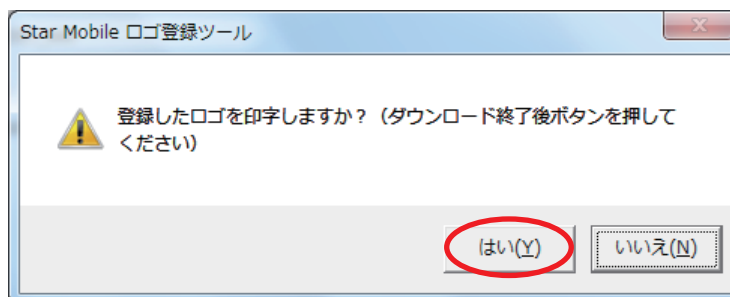 Star Mobile ロゴ登録ツール
登録したロゴを印字しますか？（ダウンロード終了後ボタンを押して
ください）
はい(Y)
いいえ(N)